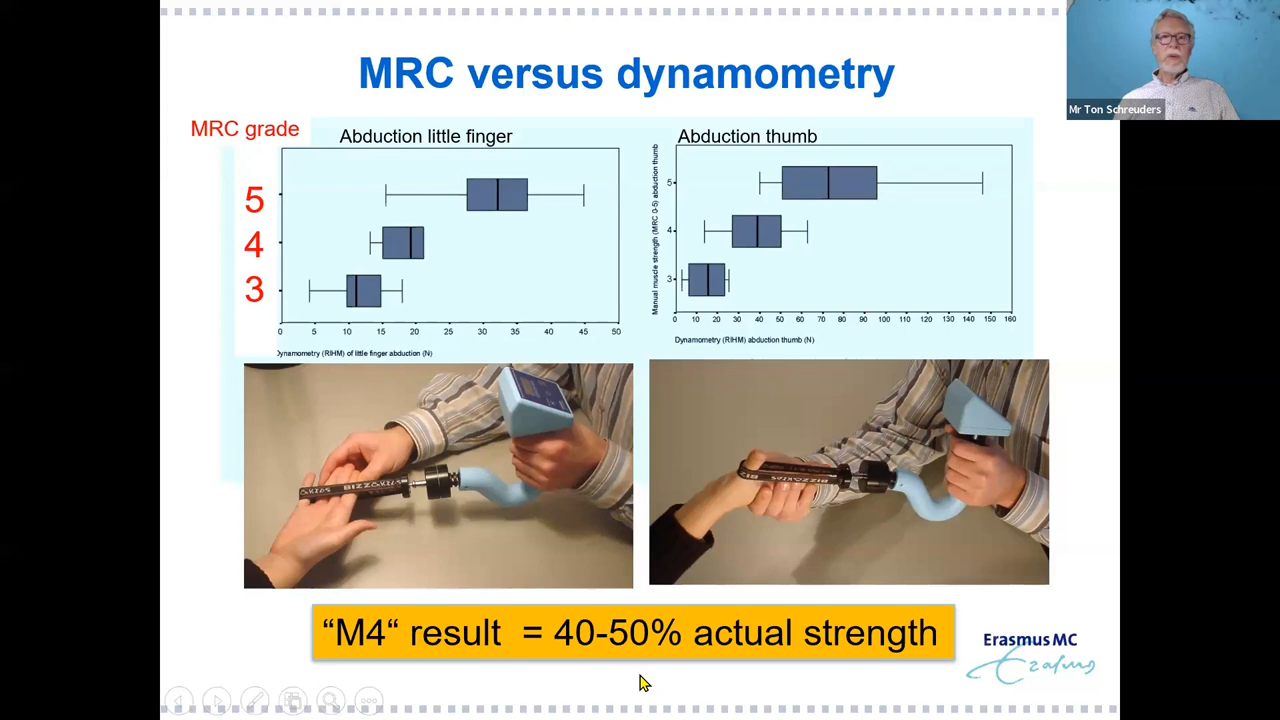 MRC versus dynamometry
Mr Ton Schreuders
MRC grade
Abduction little finger
5
4
3
0 5 10 15 20 25 30 35 40 45 50
Dynamometry (RIHM) of little finger abduction (N)
Abduction thumb
Manual muscle strength (MRC 0-5) abduction thumb
5
4
3
0 10 20 30 40 50 60 70 80 90 100 110 120 130 140 150 160
Dynamometry (RIHM) abduction thumb (N)
BIZZ
“M4“ result = 40-50% actual strength
Erasmus MC
Erasmus